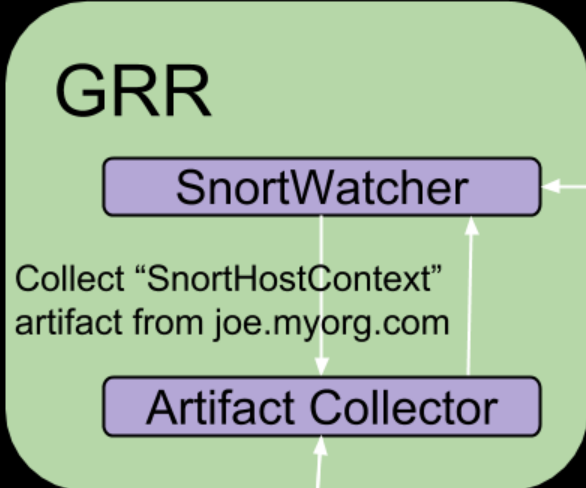 GRR
SnortWatcher
Collect “SnortHostContext”
artifact from joe.myorg.com
Artifact Collector